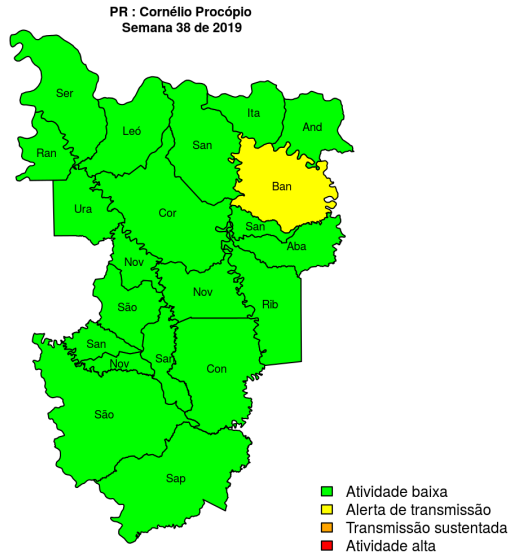 PR : Cornélio Procópio
Semana 38 de 2019
Ser
Ita
And
Leó
San
Ran
Ban
Ura
Cor
San
Aba
Nov
Nov
Rib
São
San
San
Nov
Con
São
Sap
Atividade baixa
Alerta de transmissão
Transmissão sustentada
Atividade alta